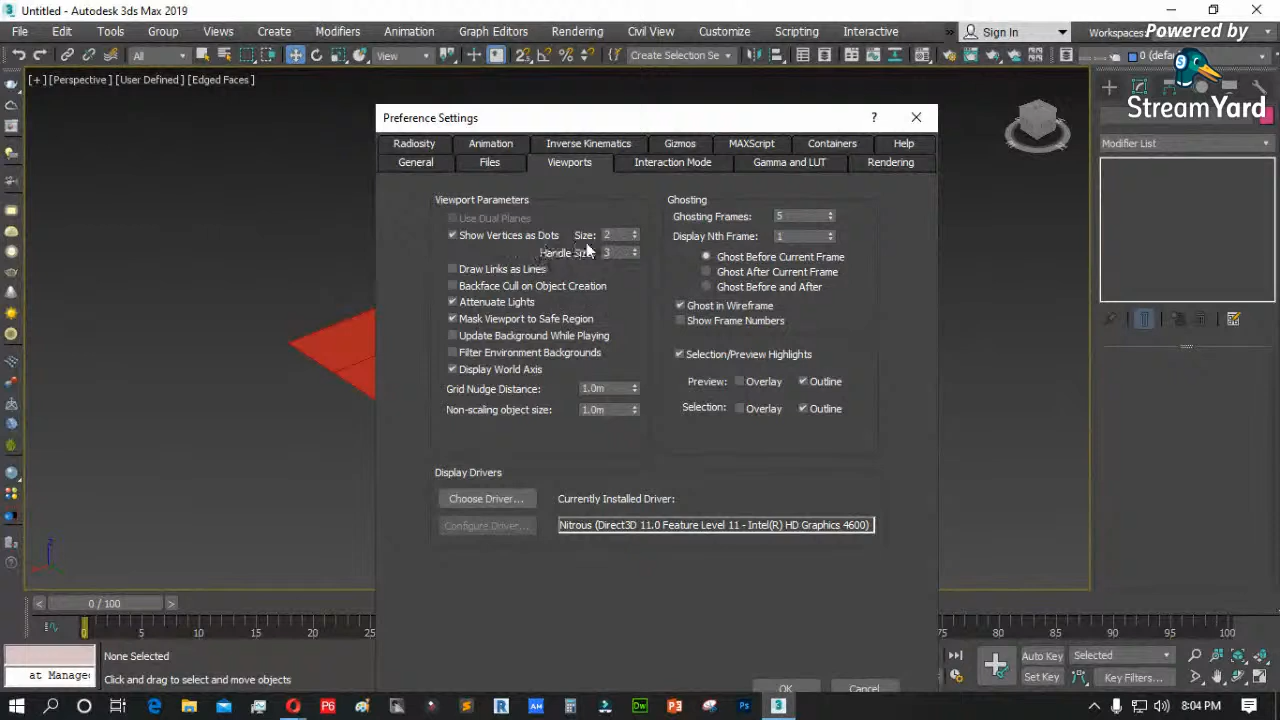 Untitled - Autodesk 3ds Max 2019
File Edit Tools Group Views Create Modifiers Animation Graph Editors Rendering Civil View Customize Scripting Interactive Sign In Workspaces
Powered by
All View Create Selection Se 0 (default)
StreamYard
[+] [Perspective] [User Defined] [Edged Faces]
Modifier List
Preference Settings
Radiosity Animation Inverse Kinematics Gizmos MAXScript Containers Help
General Files Viewports Interaction Mode Gamma and LUT Rendering
Viewport Parameters
Use Dual Planes
Show Vertices as Dots Size: 2
Handle Size: 3
Draw Links as Lines
Backface Cull on Object Creation
Attenuate Lights
Mask Viewport to Safe Region
Update Background While Playing
Filter Environment Backgrounds
Display World Axis
Grid Nudge Distance: 1.0m
Non-scaling object size: 1.0m
Ghosting
Ghosting Frames: 5
Display Nth Frame: 1
Ghost Before Current Frame
Ghost After Current Frame
Ghost Before and After
Ghost in Wireframe
Show Frame Numbers
Selection/Preview Highlights
Preview: Overlay Outline
Selection: Overlay Outline
Display Drivers
Choose Driver... Currently Installed Driver:
Configure Driver... Nitrous (Direct3D 11.0 Feature Level 11 - Intel(R) HD Graphics 4600)
OK Cancel
0 / 100
0 5 10 15 20 25 75 80 85 90 95 100
None Selected
at Manage
Click and drag to select and move objects
Auto Key Selected
Set Key Key Filters...
8:04 PM